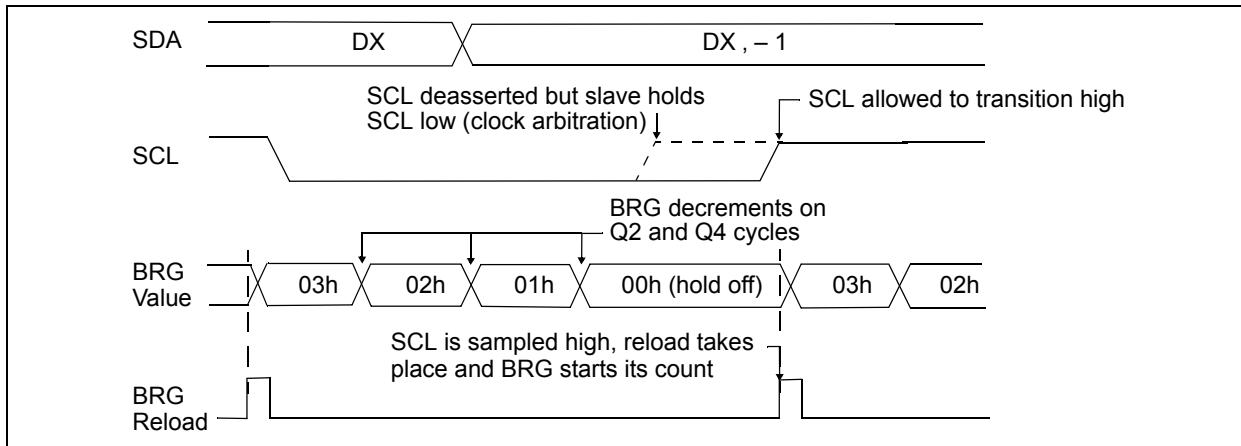 SDA
DX
DX , – 1
SCL deasserted but slave holds
SCL low (clock arbitration)
SCL allowed to transition high
SCL
BRG decrements on
Q2 and Q4 cycles
BRG
Value
03h
02h
01h
00h (hold off)
03h
02h
SCL is sampled high, reload takes
place and BRG starts its count
BRG
Reload